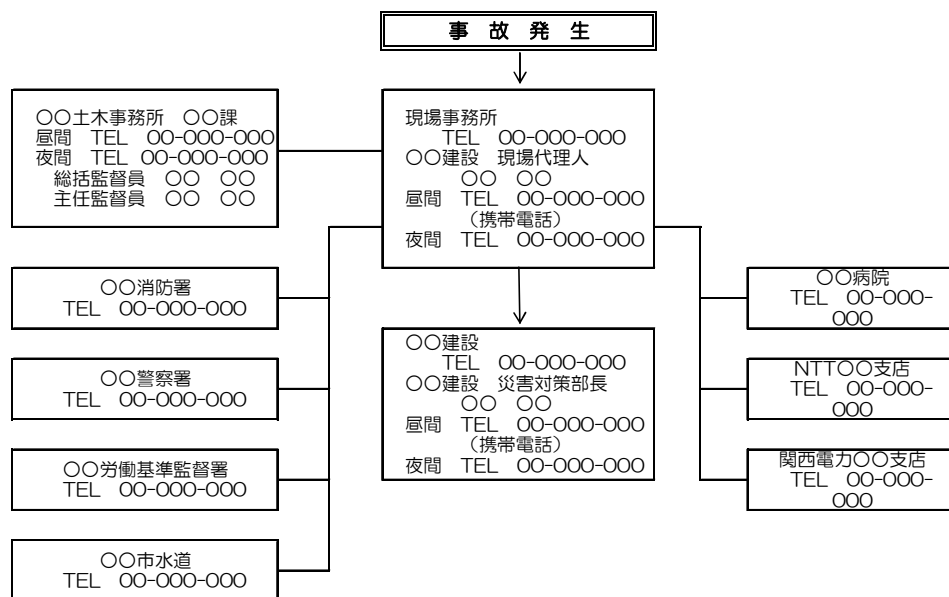 事 故 発 生
〇〇土木事務所 〇〇課
昼間 TEL 00-000-000
夜間 TEL 00-000-000
総括監督員 〇〇 〇〇
主任監督員 〇〇 〇〇
現場事務所
TEL 00-000-000
〇〇建設 現場代理人
〇〇 〇〇
昼間 TEL 00-000-000
（携帯電話）
夜間 TEL 00-000-000
〇〇消防署
TEL 00-000-000
〇〇警察署
TEL 00-000-000
〇〇労働基準監督署
TEL 00-000-000
〇〇市水道
TEL 00-000-000
〇〇建設
TEL 00-000-000
〇〇建設 災害対策部長
〇〇 〇〇
昼間 TEL 00-000-000
（携帯電話）
夜間 TEL 00-000-000
〇〇病院
TEL 00-000-
000
NTT〇〇支店
TEL 00-000-
000
関西電力〇〇支店
TEL 00-000-
000